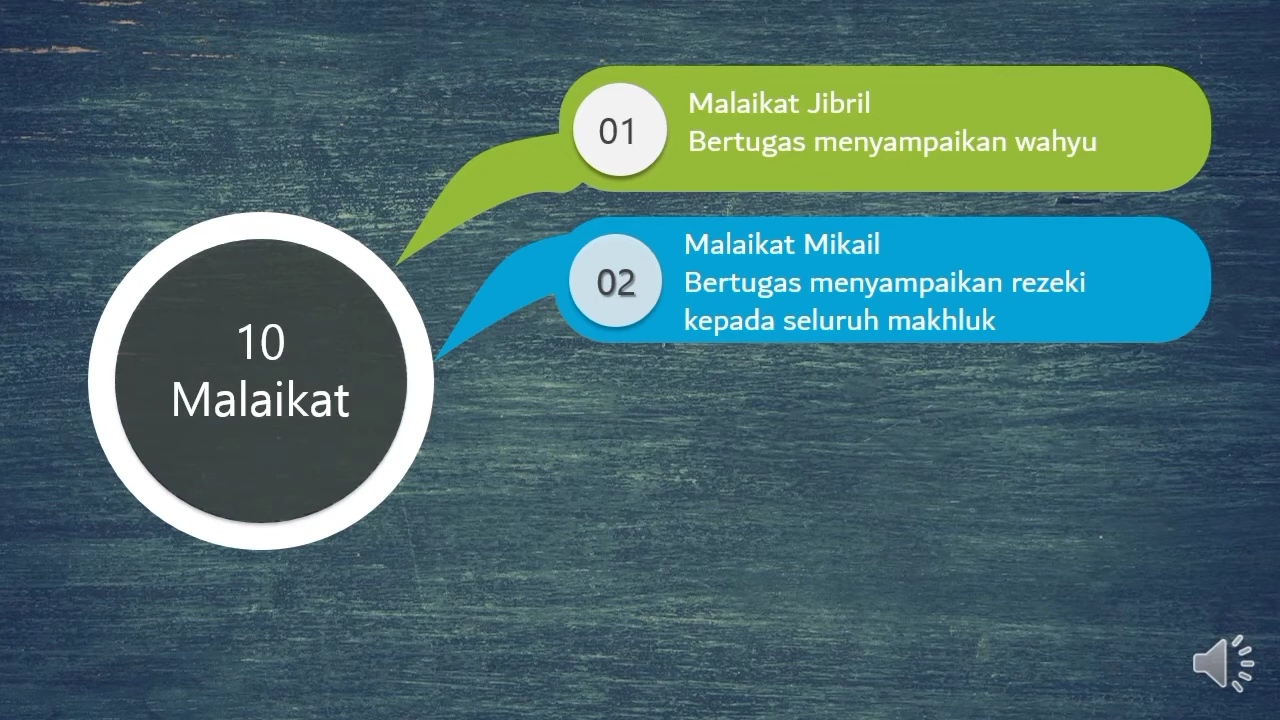 10
Malaikat
01
Malaikat Jibril
Bertugas menyampaikan wahyu
02
Malaikat Mikail
Bertugas menyampaikan rezeki
kepada seluruh makhluk